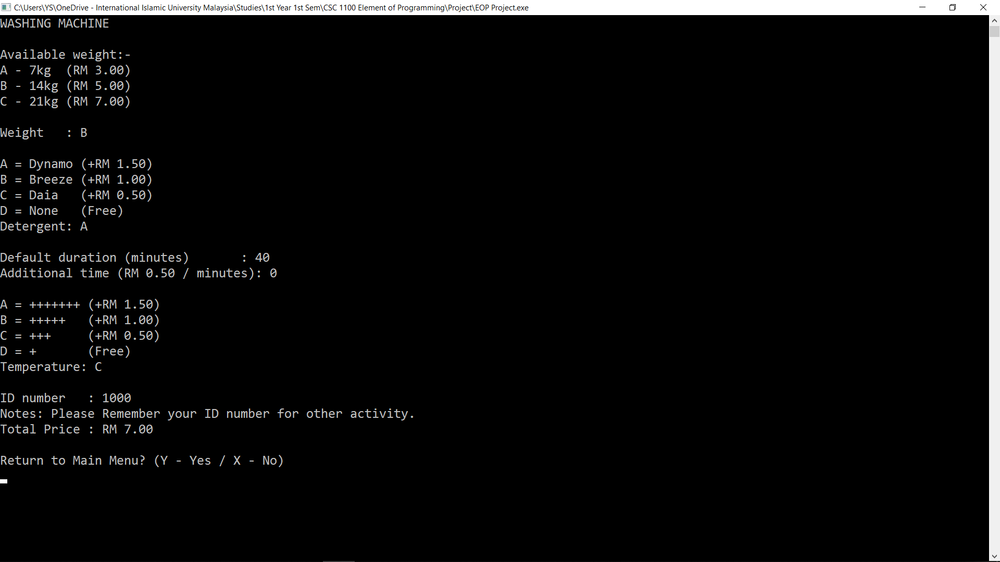 C:\Users\YS\OneDrive - International Islamic University Malaysia\Studies\1st Year 1st Sem\CSC 1100 Element of Programming\Project\EOP Project.exe
WASHING MACHINE
Available weight:-
A - 7kg  (RM 3.00)
B - 14kg (RM 5.00)
C - 21kg (RM 7.00)
Weight   : B
A = Dynamo (+RM 1.50)
B = Breeze (+RM 1.00)
C = Daia   (+RM 0.50)
D = None   (Free)
Detergent: A
Default duration (minutes)       : 40
Additional time (RM 0.50 / minutes): 0
A = +++++++ (+RM 1.50)
B = +++++   (+RM 1.00)
C = +++     (+RM 0.50)
D = +       (Free)
Temperature: C
ID number   : 1000
Notes: Please Remember your ID number for other activity.
Total Price : RM 7.00
Return to Main Menu? (Y - Yes / X - No)